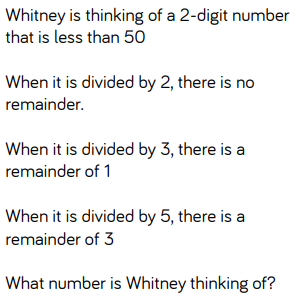 Whitney is thinking of a 2-digit number
that is less than 50
When it is divided by 2, there is no
remainder.
When it is divided by 3, there is a
remainder of 1
When it is divided by 5, there is a
remainder of 3
What number is Whitney thinking of?